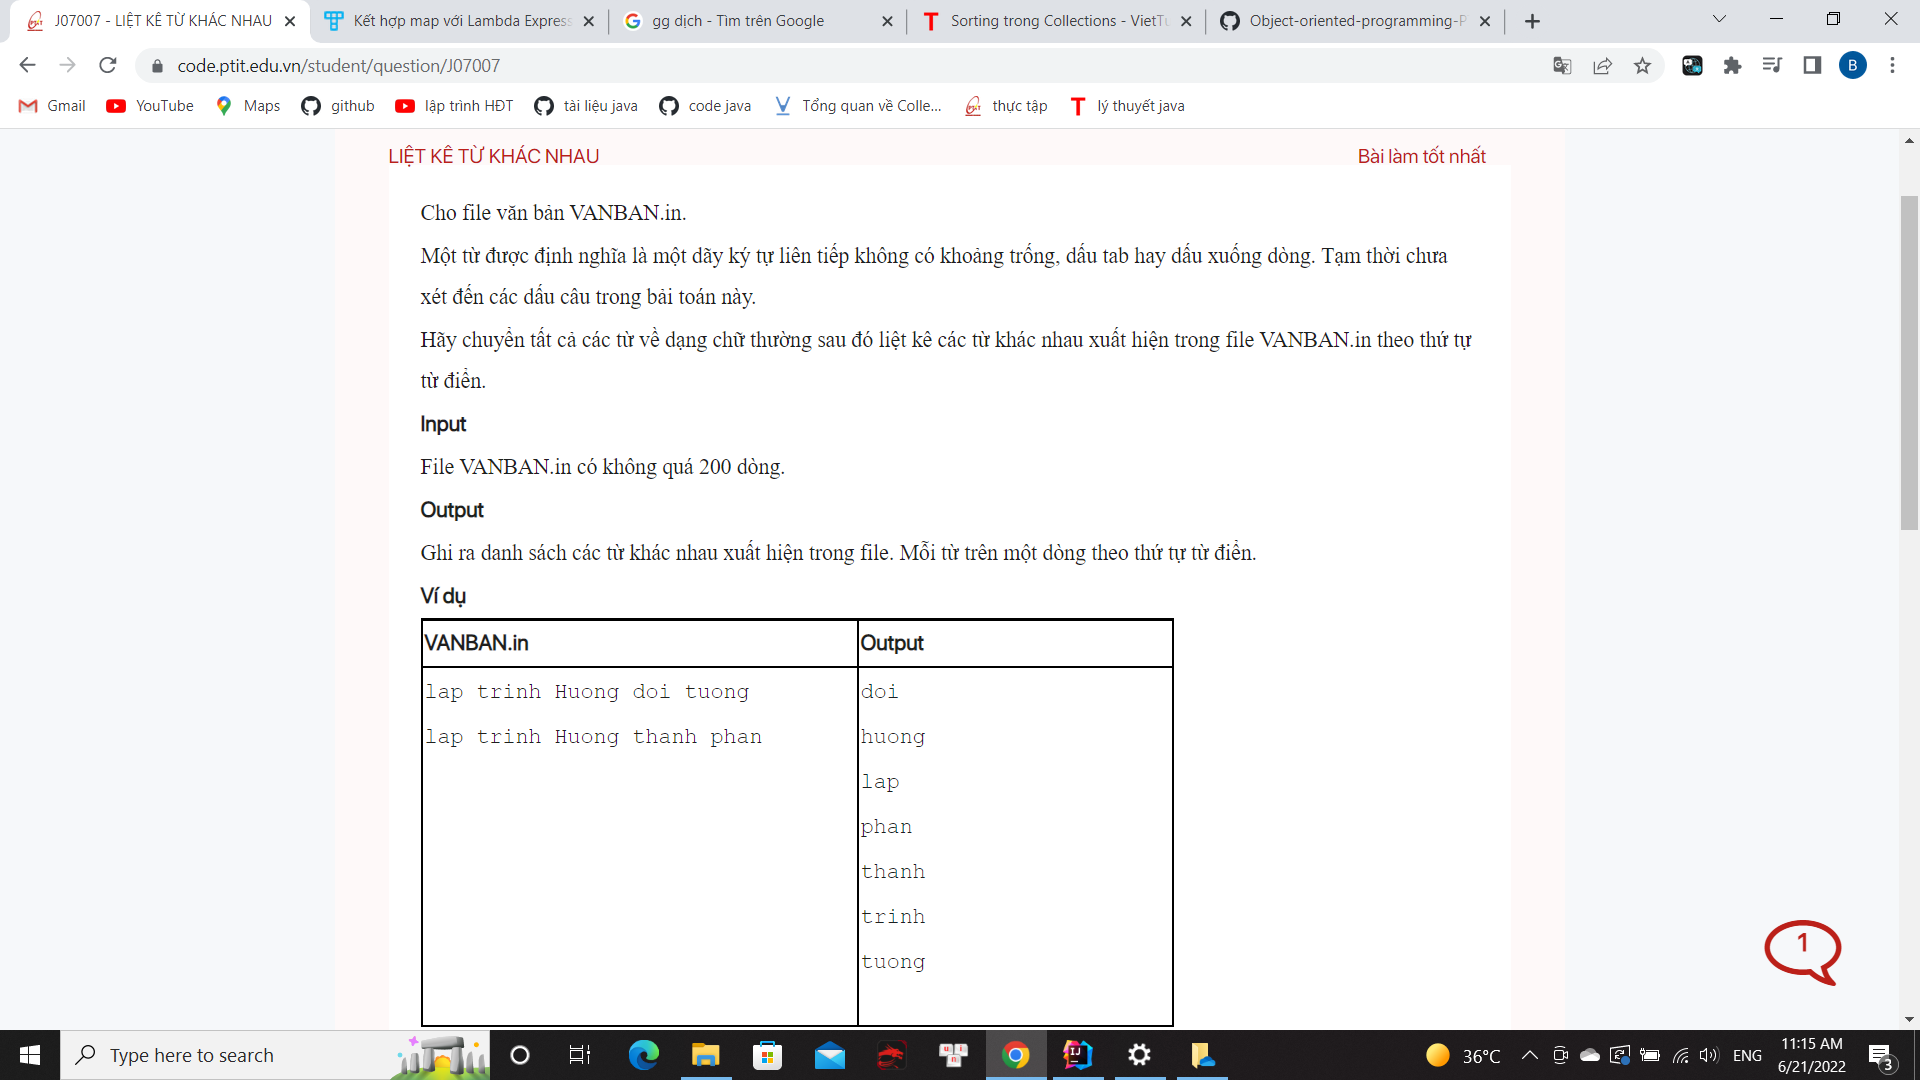 J07007 - LIỆT KÊ TỪ KHÁC NHAU
Kết hợp map với Lambda Express
gg dịch - Tìm trên Google
Sorting trong Collections - VietTu
Object-oriented-programming-P
code.ptit.edu.vn/student/question/J07007
B
Gmail
YouTube
Maps
github
lập trình HĐT
tài liệu java
code java
Tổng quan về Colle...
thực tập
lý thuyết java
LIỆT KÊ TỪ KHÁC NHAU
Bài làm tốt nhất
Cho file văn bản VANBAN.in.
Một từ được định nghĩa là một dãy ký tự liên tiếp không có khoảng trống, dấu tab hay dấu xuống dòng. Tạm thời chưa
xét đến các dấu câu trong bài toán này.
Hãy chuyển tất cả các từ về dạng chữ thường sau đó liệt kê các từ khác nhau xuất hiện trong file VANBAN.in theo thứ tự
từ điển.
Input
File VANBAN.in có không quá 200 dòng.
Output
Ghi ra danh sách các từ khác nhau xuất hiện trong file. Mỗi từ trên một dòng theo thứ tự từ điển.
Ví dụ
VANBAN.in
Output
lap trinh Huong doi tuong
lap trinh Huong thanh phan
doi
huong
lap
phan
thanh
trinh
tuong
1
Type here to search
36°C
ENG
11:15 AM
6/21/2022
3